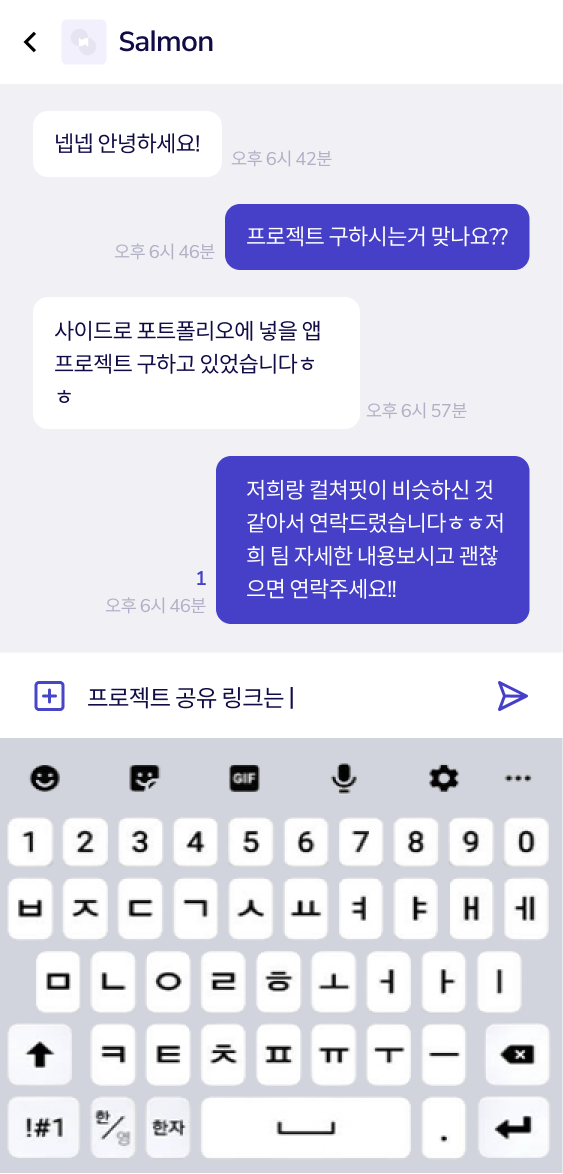 Salmon
넵넵 안녕하세요!
오후 6시 42분
프로젝트 구하시는거 맞나요??
오후 6시 46분
사이드로 포트폴리오에 넣을 앱
프로젝트 구하고 있었습니다ㅎ
ㅎ
오후 6시 57분
저희랑 컬쳐핏이 비슷하신 것
같아서 연락드렸습니다ㅎㅎ저
희 팀 자세한 내용보시고 괜찮
으면 연락주세요!!
1
오후 6시 46분
프로젝트 공유 링크는
GIF
1 2 3 4 5 6 7 8 9 0
ㅂ ㅈ ㄷ ㄱ ㅅ ㅛ ㅕ ㅑ ㅐ ㅔ
ㅁ ㄴ ㅇ ㄹ ㅎ ㅗ ㅓ ㅏ ㅣ
ㅋ ㅌ ㅊ ㅍ ㅠ ㅜ ㅡ
!#1 한/영 한자 .